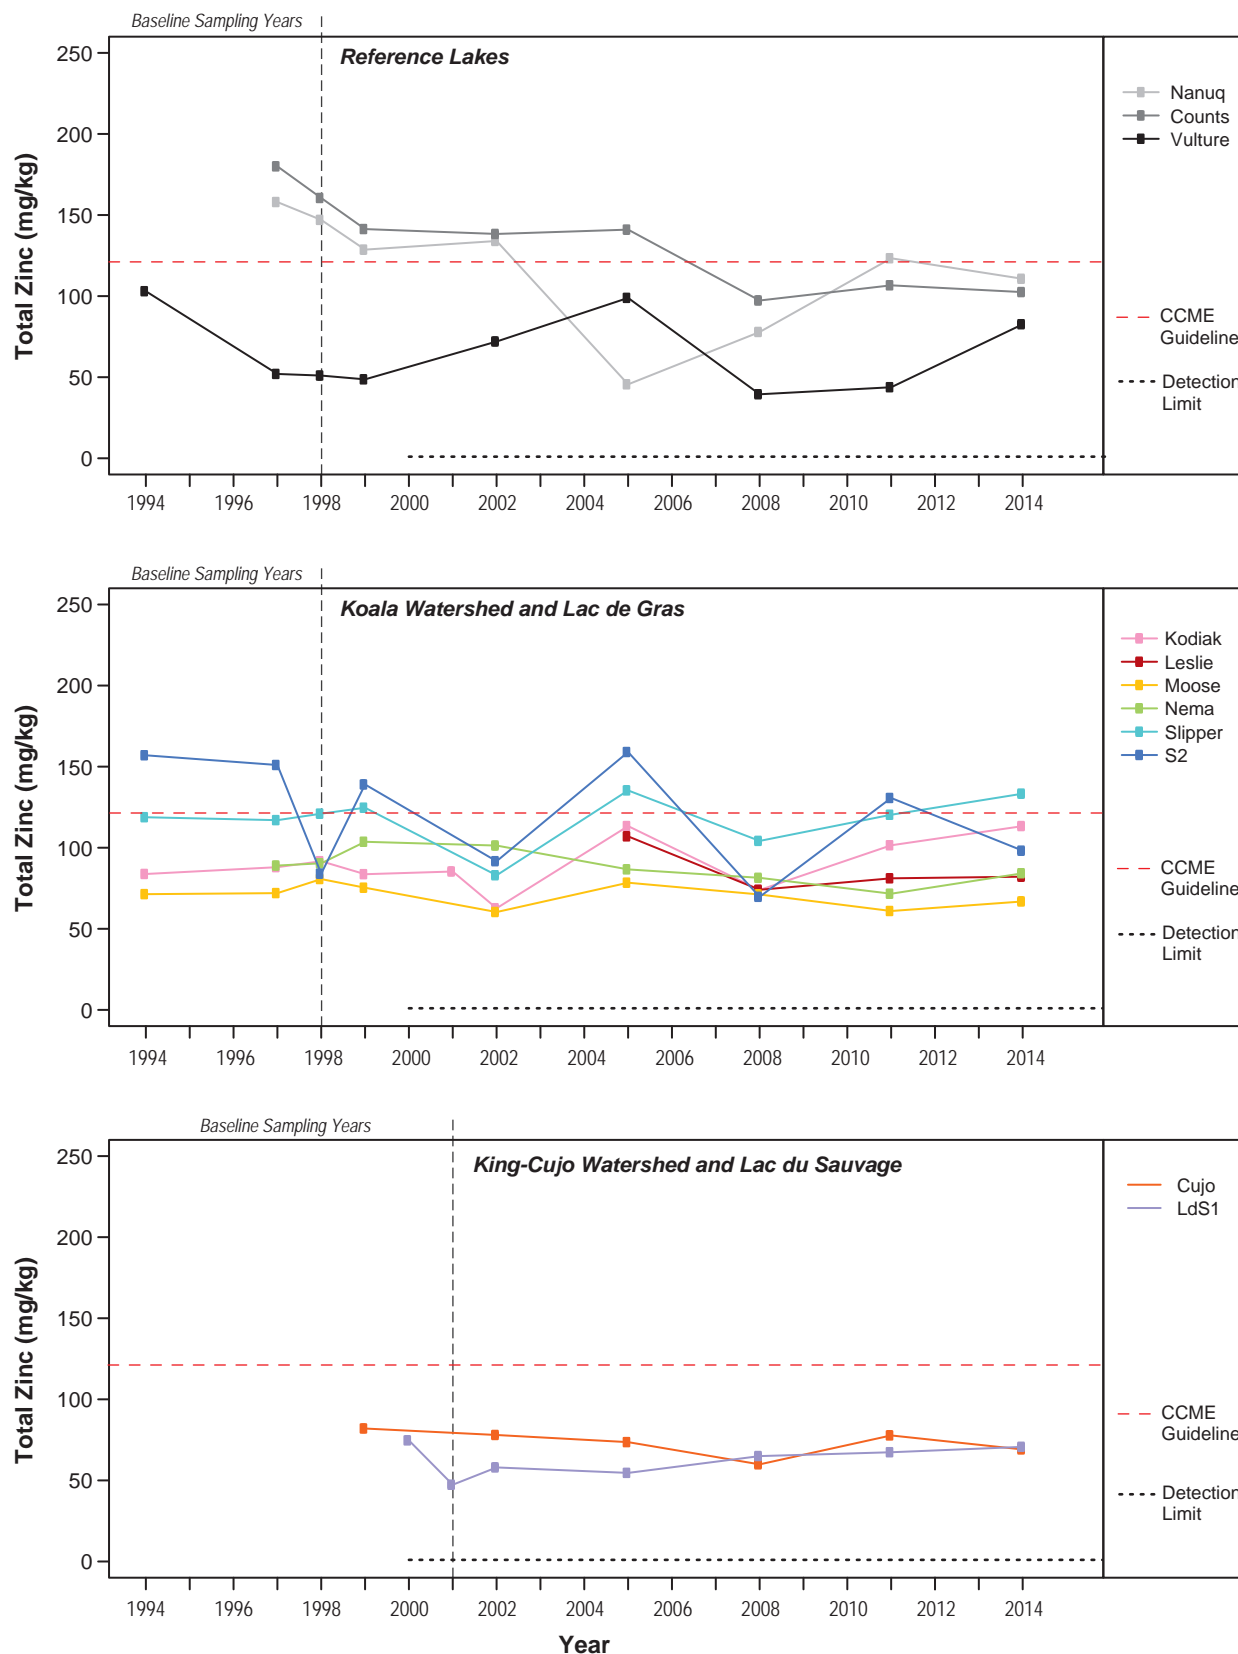 Baseline Sampling Years
Reference Lakes
250
200
150
100
50
0
Total Zinc (mg/kg)
1994 1996 1998 2000 2002 2004 2006 2008 2010 2012 2014
Nanuq
Counts
Vulture
CCME
Guideline
Detection
Limit
Baseline Sampling Years
Koala Watershed and Lac de Gras
250
200
150
100
50
0
Total Zinc (mg/kg)
1994 1996 1998 2000 2002 2004 2006 2008 2010 2012 2014
Kodiak
Leslie
Moose
Nema
Slipper
S2
CCME
Guideline
Detection
Limit
Baseline Sampling Years
King-Cujo Watershed and Lac du Sauvage
250
200
150
100
50
0
Total Zinc (mg/kg)
1994 1996 1998 2000 2002 2004 2006 2008 2010 2012 2014
Year
Cujo
LdS1
CCME
Guideline
Detection
Limit